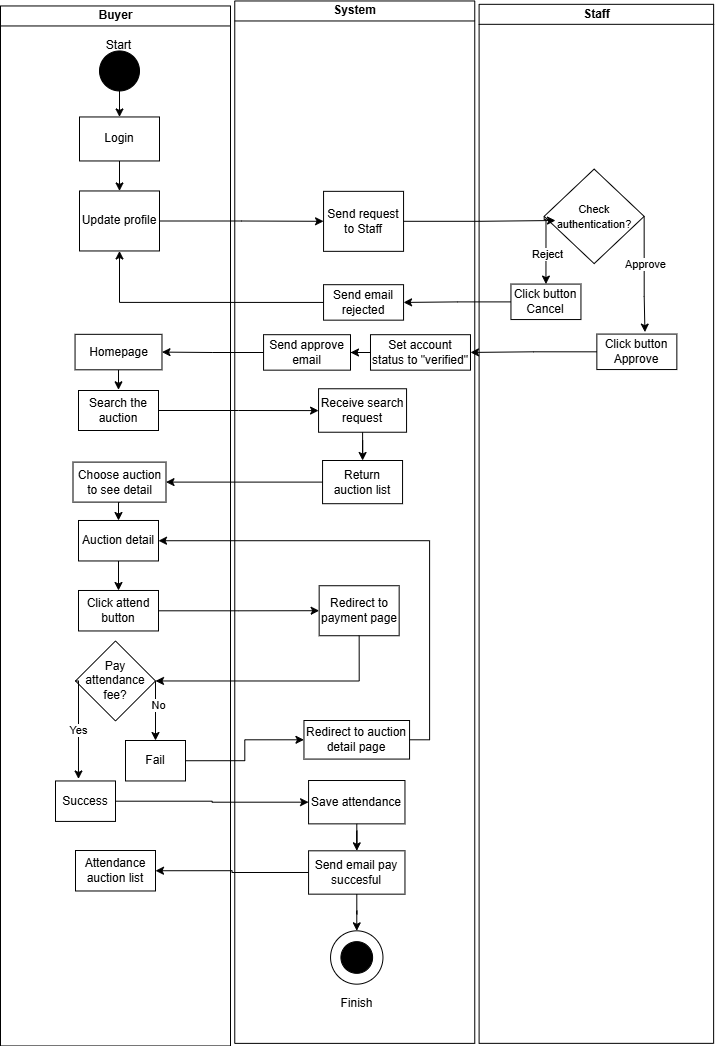 Buyer
System
Staff
Start
Login
Update profile
Send request
to Staff
Check
authentication?
Reject
Approve
Send email
rejected
Click button
Cancel
Homepage
Send approve
email
Set account
status to "verified"
Click button
Approve
Search the
auction
Receive search
request
Choose auction
to see detail
Return
auction list
Auction detail
Click attend
button
Redirect to
payment page
Pay
attendance
fee?
No
Yes
Fail
Redirect to auction
detail page
Success
Save attendance
Attendance
auction list
Send email pay
succesful
Finish